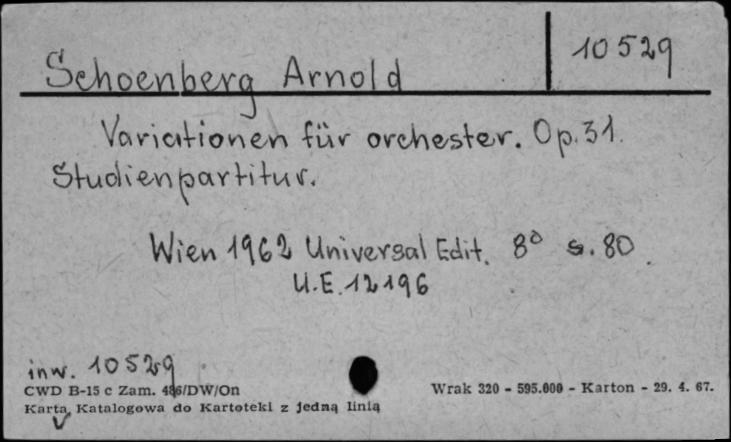 Schoenberg Arnold 10529
Variationen für orchester. Op. 31.
Studienpartitur.
Wien 1962 Universal Edit. 8° s. 80.
U.E. 12196
inw. 10529
CWD B-15 c Zam. 486/DW/On Wrak 320 - 595.000 - Karton - 29. 4. 67.
Karta Katalogowa do Kartoteki z jedną linią